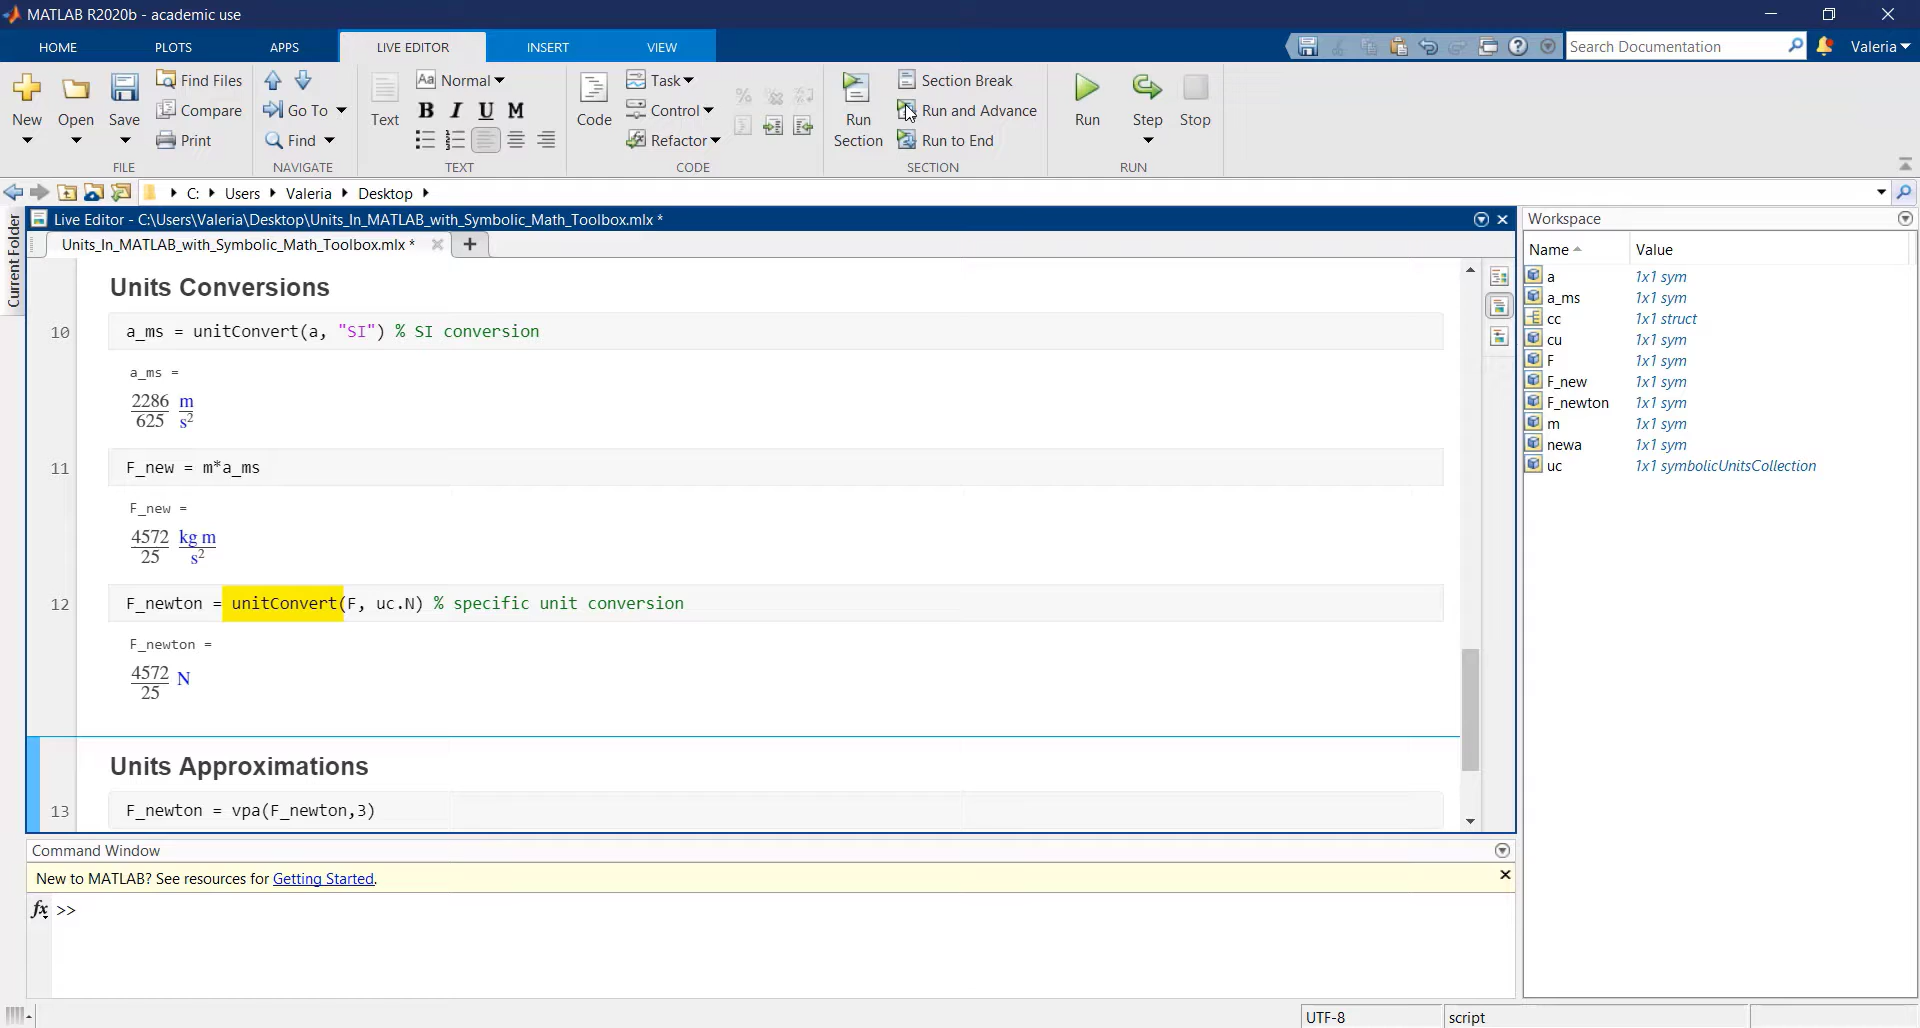 MATLAB R2020b - academic use
HOME PLOTS APPS LIVE EDITOR INSERT VIEW Search Documentation Valeria
New Open Save Find Files Compare Print
FILE
Go To Find
NAVIGATE
Text Aa Normal B I U M
TEXT
Code Task Control Refactor
CODE
Run Section Section Break Run and Advance Run to End
SECTION
Run Step Stop
RUN
C: Users Valeria Desktop
Current Folder
Live Editor - C:\Users\Valeria\Desktop\Units_In_MATLAB_with_Symbolic_Math_Toolbox.mlx *
Units_In_MATLAB_with_Symbolic_Math_Toolbox.mlx *
Units Conversions
10 a_ms = unitConvert(a, "SI") % SI conversion
a_ms =
2286 m
625 s2
11 F_new = m*a_ms
F_new =
4572 kg m
25 s2
12 F_newton = unitConvert(F, uc.N) % specific unit conversion
F_newton =
4572 N
25
Units Approximations
13 F_newton = vpa(F_newton,3)
Command Window
New to MATLAB? See resources for Getting Started.
fx >>
Workspace
Name Value
a 1x1 sym
a_ms 1x1 sym
cc 1x1 struct
cu 1x1 sym
F 1x1 sym
F_new 1x1 sym
F_newton 1x1 sym
m 1x1 sym
newa 1x1 sym
uc 1x1 symbolicUnitsCollection
UTF-8 script